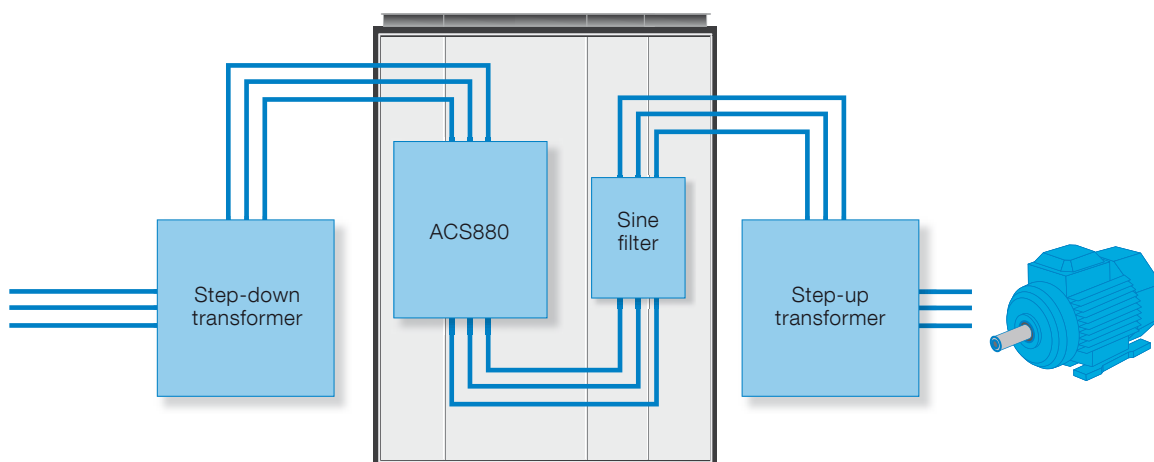 Step-down
transformer
ACS880
Sine
filter
Step-up
transformer